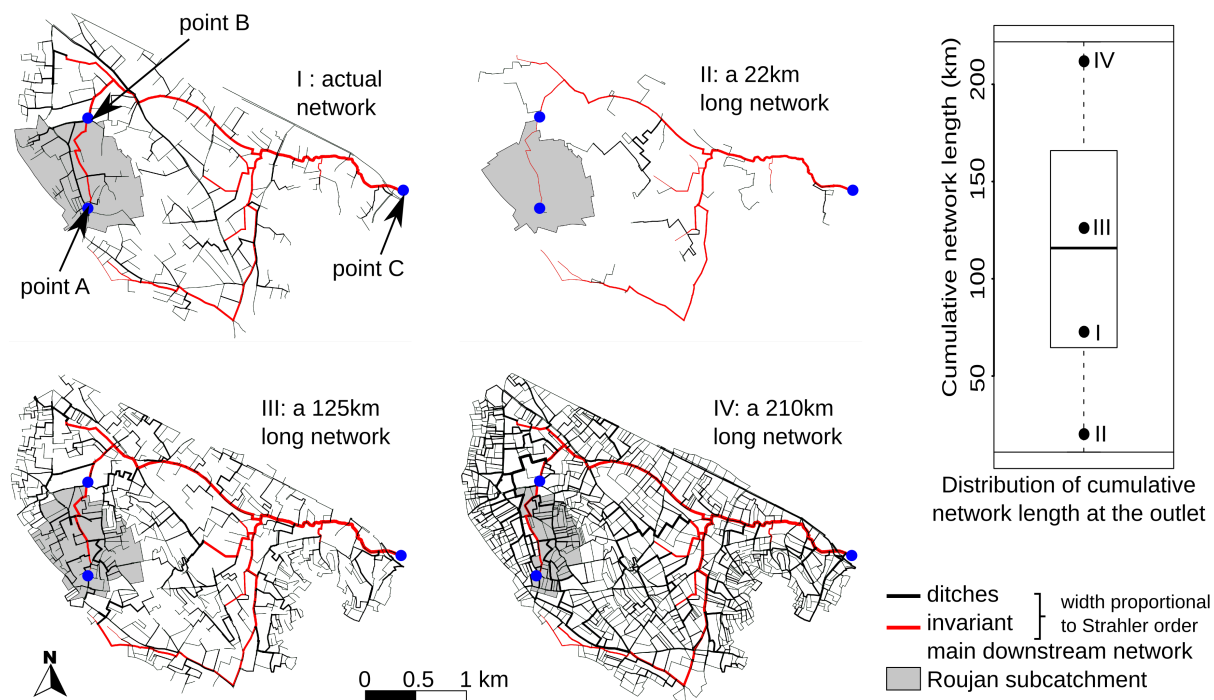 point B
I : actual
network
point A
point C
II: a 22km
long network
III: a 125km
long network
IV: a 210km
long network
N
0 0.5 1 km
Cumulative network length (km)
50
100
150
200
IV
III
I
II
Distribution of cumulative
network length at the outlet
ditches
invariant
main downstream network
width proportional
to Strahler order
Roujan subcatchment